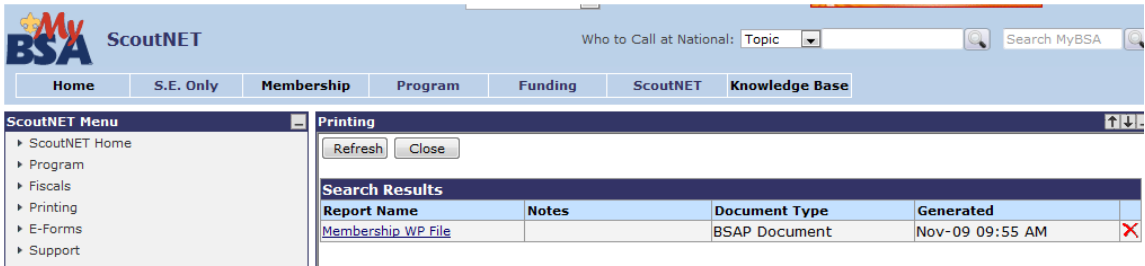 My
BSA ScoutNET
Who to Call at National: Topic
Search MyBSA
Home S.E. Only Membership Program Funding ScoutNET Knowledge Base
ScoutNET Menu
ScoutNET Home
Program
Fiscals
Printing
E-Forms
Support
Printing
Refresh Close
Search Results
Report Name Notes Document Type Generated
Membership WP File BSAP Document Nov-09 09:55 AM